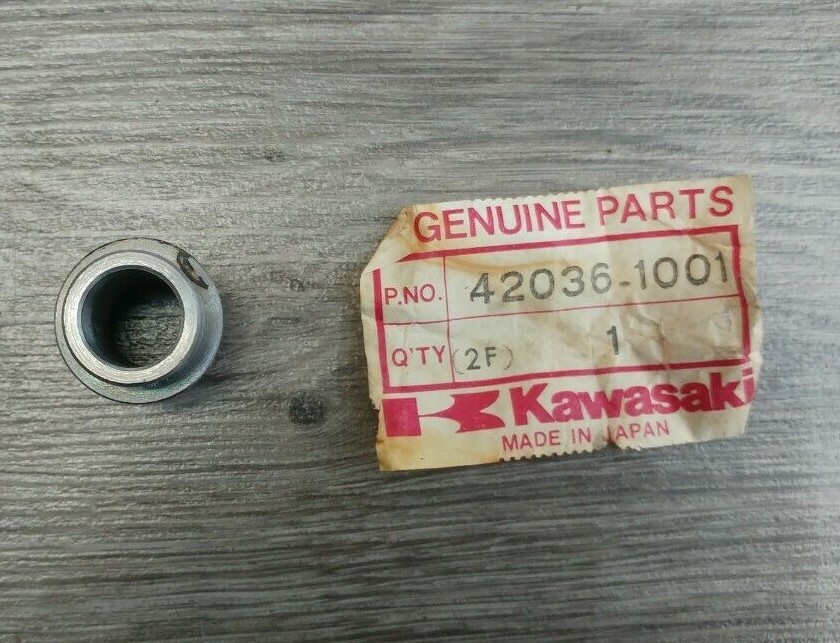 GENUINE PARTS
P.NO. 42036-1001
Q'TY (2F) 1
Kawasaki
MADE IN JAPAN